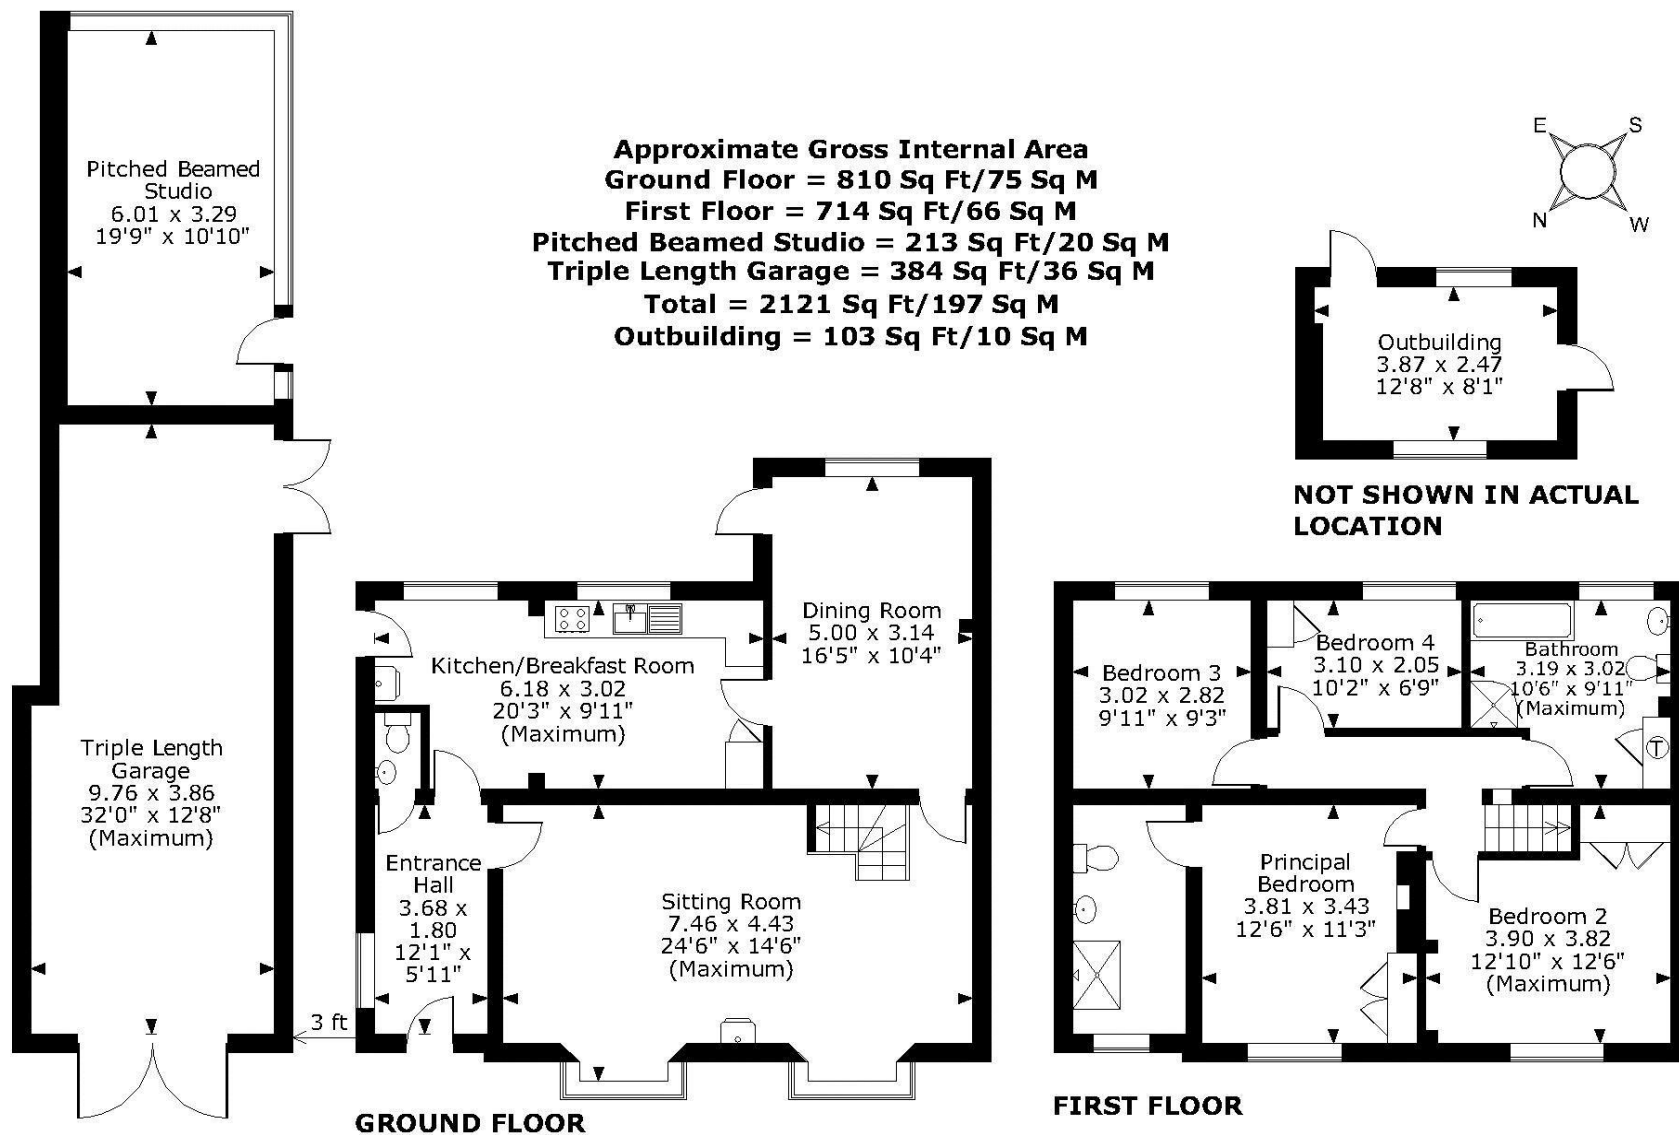 Approximate Gross Internal Area
Ground Floor = 810 Sq Ft/75 Sq M
First Floor = 714 Sq Ft/66 Sq M
Pitched Beamed Studio = 213 Sq Ft/20 Sq M
Triple Length Garage = 384 Sq Ft/36 Sq M
Total = 2121 Sq Ft/197 Sq M
Outbuilding = 103 Sq Ft/10 Sq M
E
S
N
W
Pitched Beamed
Studio
6.01 x 3.29
19'9" x 10'10"
Outbuilding
3.87 x 2.47
12'8" x 8'1"
NOT SHOWN IN ACTUAL
LOCATION
Triple Length
Garage
9.76 x 3.86
32'0" x 12'8"
(Maximum)
3 ft
Kitchen/Breakfast Room
6.18 x 3.02
20'3" x 9'11"
(Maximum)
Dining Room
5.00 x 3.14
16'5" x 10'4"
Entrance
Hall
3.68 x
1.80
12'1" x
5'11"
Sitting Room
7.46 x 4.43
24'6" x 14'6"
(Maximum)
GROUND FLOOR
Bedroom 3
3.02 x 2.82
9'11" x 9'3"
Bedroom 4
3.10 x 2.05
10'2" x 6'9"
Bathroom
3.19 x 3.02
10'6" x 9'11"
(Maximum)
T
Principal
Bedroom
3.81 x 3.43
12'6" x 11'3"
Bedroom 2
3.90 x 3.82
12'10" x 12'6"
(Maximum)
FIRST FLOOR